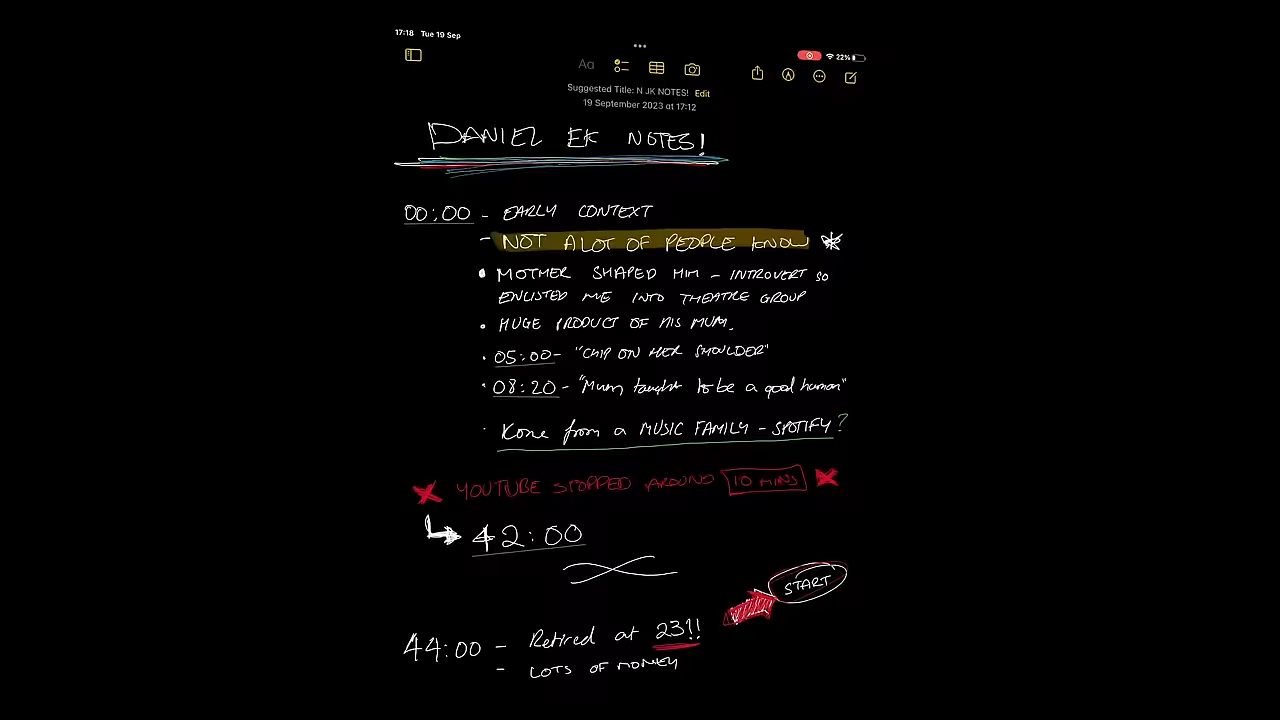 17:18 Tue 19 Sep
22%
Aa
Suggested Title: N JK NOTES! Edit
19 September 2023 at 17:12
DANIEL EK NOTES!
00:00 - EARLY CONTEXT
- NOT A LOT OF PEOPLE KNOW
• MOTHER SHAPED HIM - INTROVERT SO
ENLISTED ME INTO THEATRE GROUP
• HUGE PRODUCT OF HIS MUM.
• 05:00 - "CHIP ON HER SHOULDER"
• 08:20 - "Mum taught to be a good human"
• from a MUSIC FAMILY - SPOTIFY?
YOUTUBE STOPPED AROUND 10 MINS
42:00
START
44:00 - Retired at 23!!
- LOTS OF MONEY